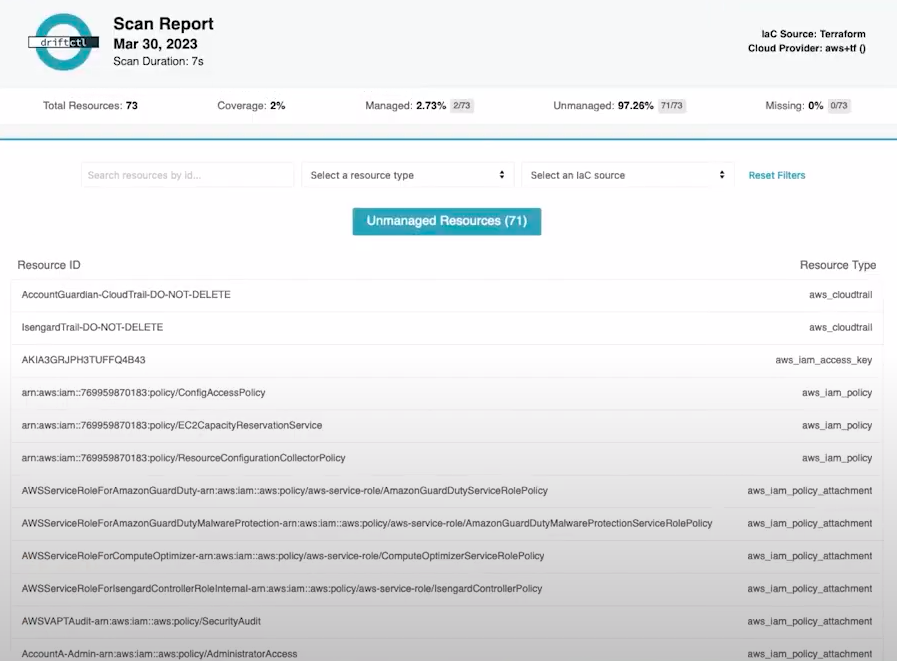 driftctl
Scan Report
Mar 30, 2023
Scan Duration: 7s
IaC Source: Terraform
Cloud Provider: aws+tf ()
Total Resources: 73 Coverage: 2% Managed: 2.73% 2/73 Unmanaged: 97.26% 71/73 Missing: 0% 0/73
Search resources by id... Select a resource type Select an IaC source Reset Filters
Unmanaged Resources (71)
Resource ID Resource Type
AccountGuardian-CloudTrail-DO-NOT-DELETE aws_cloudtrail
IsengardTrail-DO-NOT-DELETE aws_cloudtrail
AKIA3GRJPH3TUFFQ4B43 aws_iam_access_key
arn:aws:iam::769959870183:policy/ConfigAccessPolicy aws_iam_policy
arn:aws:iam::769959870183:policy/EC2CapacityReservationService aws_iam_policy
arn:aws:iam::769959870183:policy/ResourceConfigurationCollectorPolicy aws_iam_policy
AWSServiceRoleForAmazonGuardDuty-arn:aws:iam::aws:policy/aws-service-role/AmazonGuardDutyServiceRolePolicy aws_iam_policy_attachment
AWSServiceRoleForAmazonGuardDutyMalwareProtection-arn:aws:iam::aws:policy/aws-service-role/AmazonGuardDutyMalwareProtectionServiceRolePolicy aws_iam_policy_attachment
AWSServiceRoleForComputeOptimizer-arn:aws:iam::aws:policy/aws-service-role/ComputeOptimizerServiceRolePolicy aws_iam_policy_attachment
AWSServiceRoleForIsengardControllerRoleInternal-arn:aws:iam::aws:policy/aws-service-role/IsengardControllerPolicy aws_iam_policy_attachment
AWSVAPTAudit-arn:aws:iam::aws:policy/SecurityAudit aws_iam_policy_attachment
AccountA-Admin-arn:aws:iam::aws:policy/AdministratorAccess aws_iam_policy_attachment